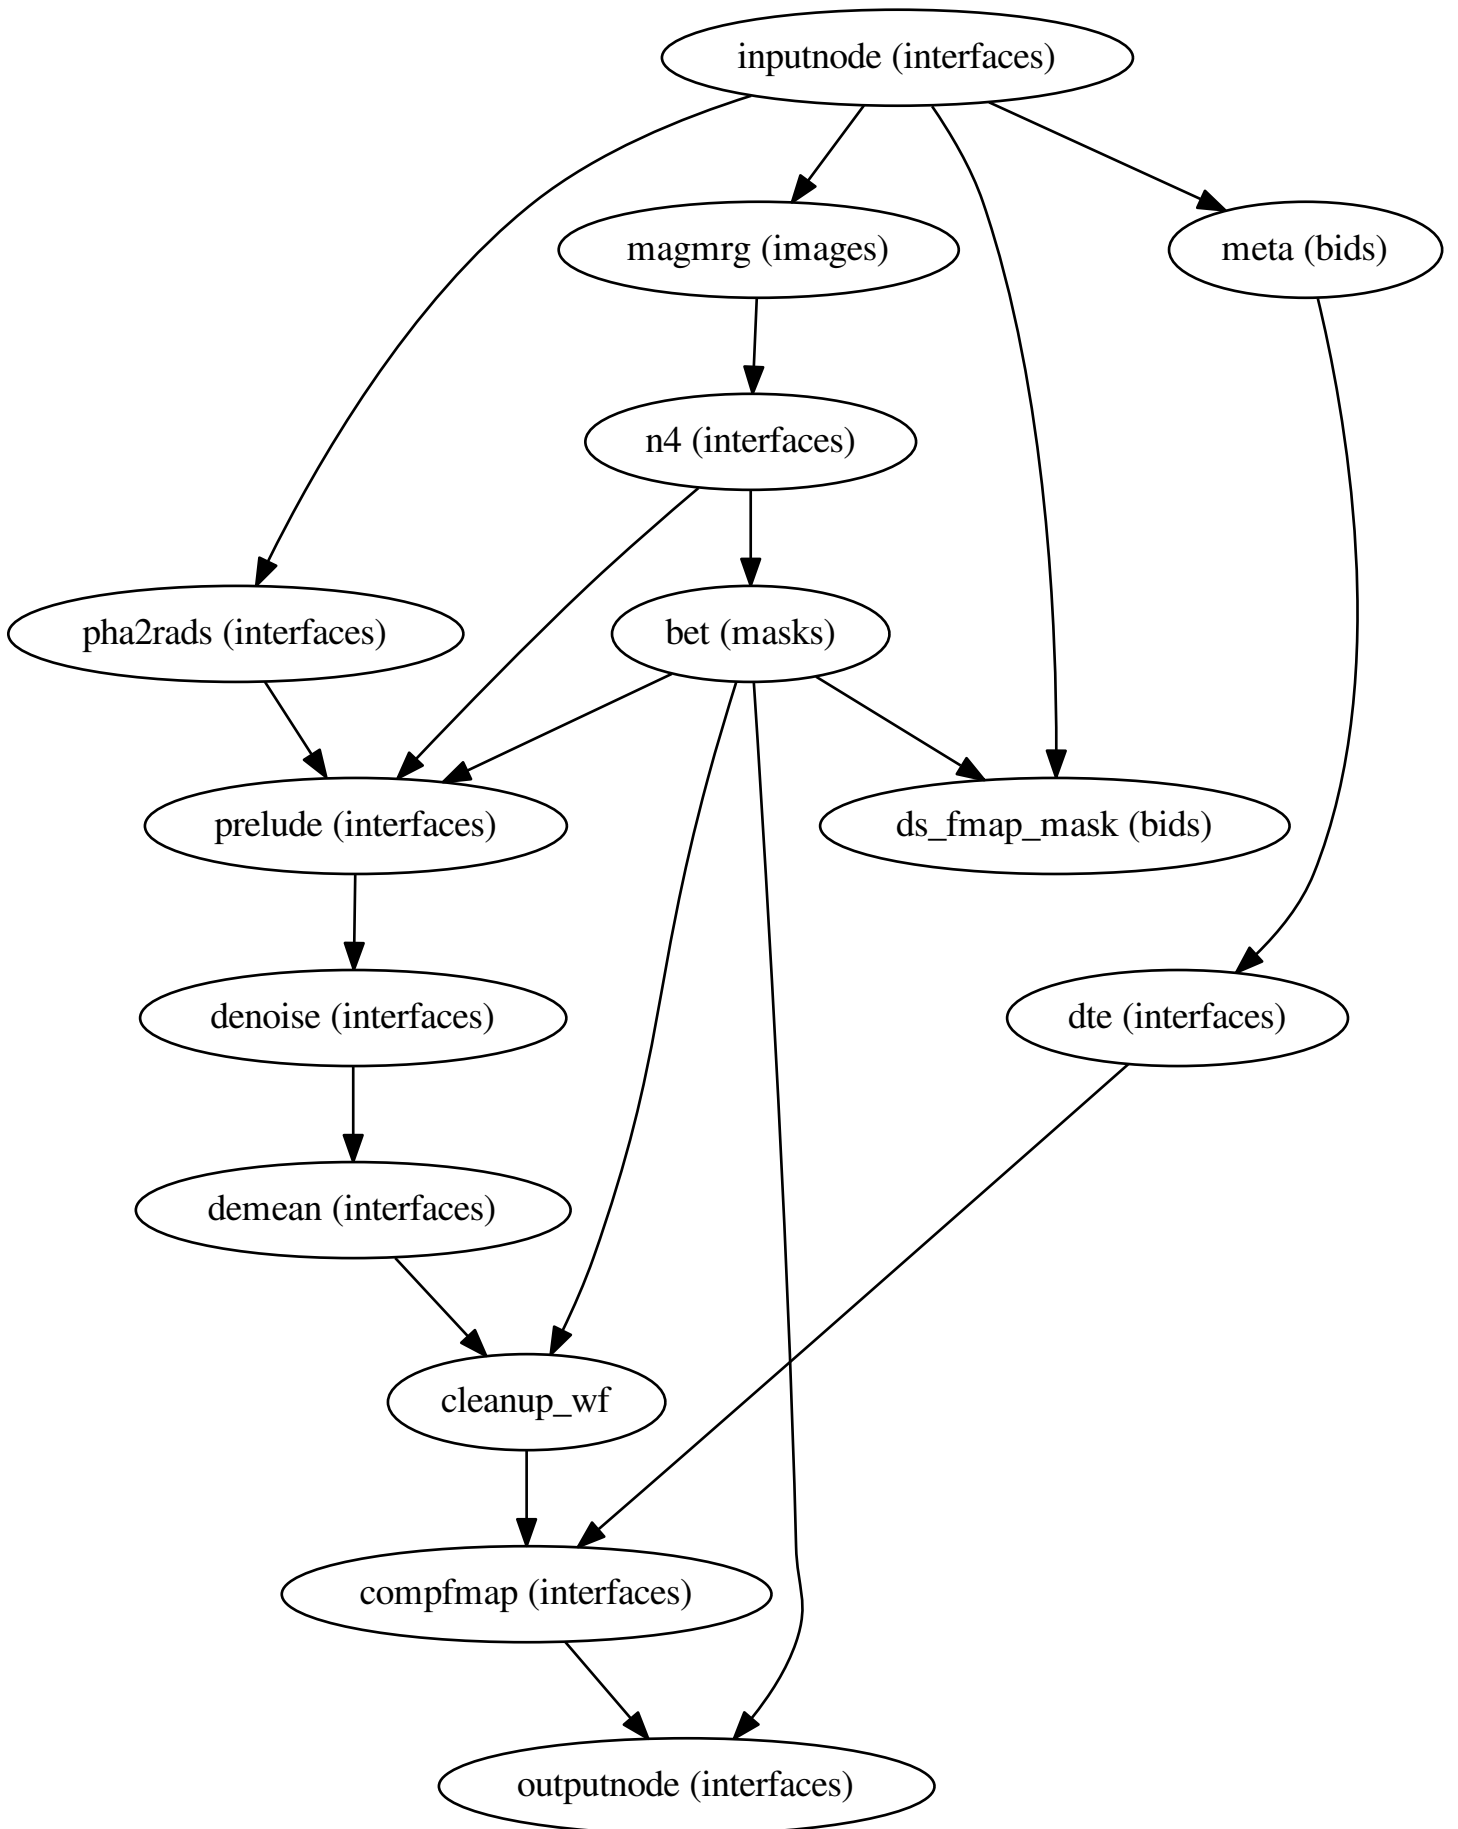 inputnode (interfaces)
magmrg (images)
meta (bids)
n4 (interfaces)
pha2rads (interfaces)
bet (masks)
prelude (interfaces)
ds_fmap_mask (bids)
denoise (interfaces)
dte (interfaces)
demean (interfaces)
cleanup_wf
compfmap (interfaces)
outputnode (interfaces)